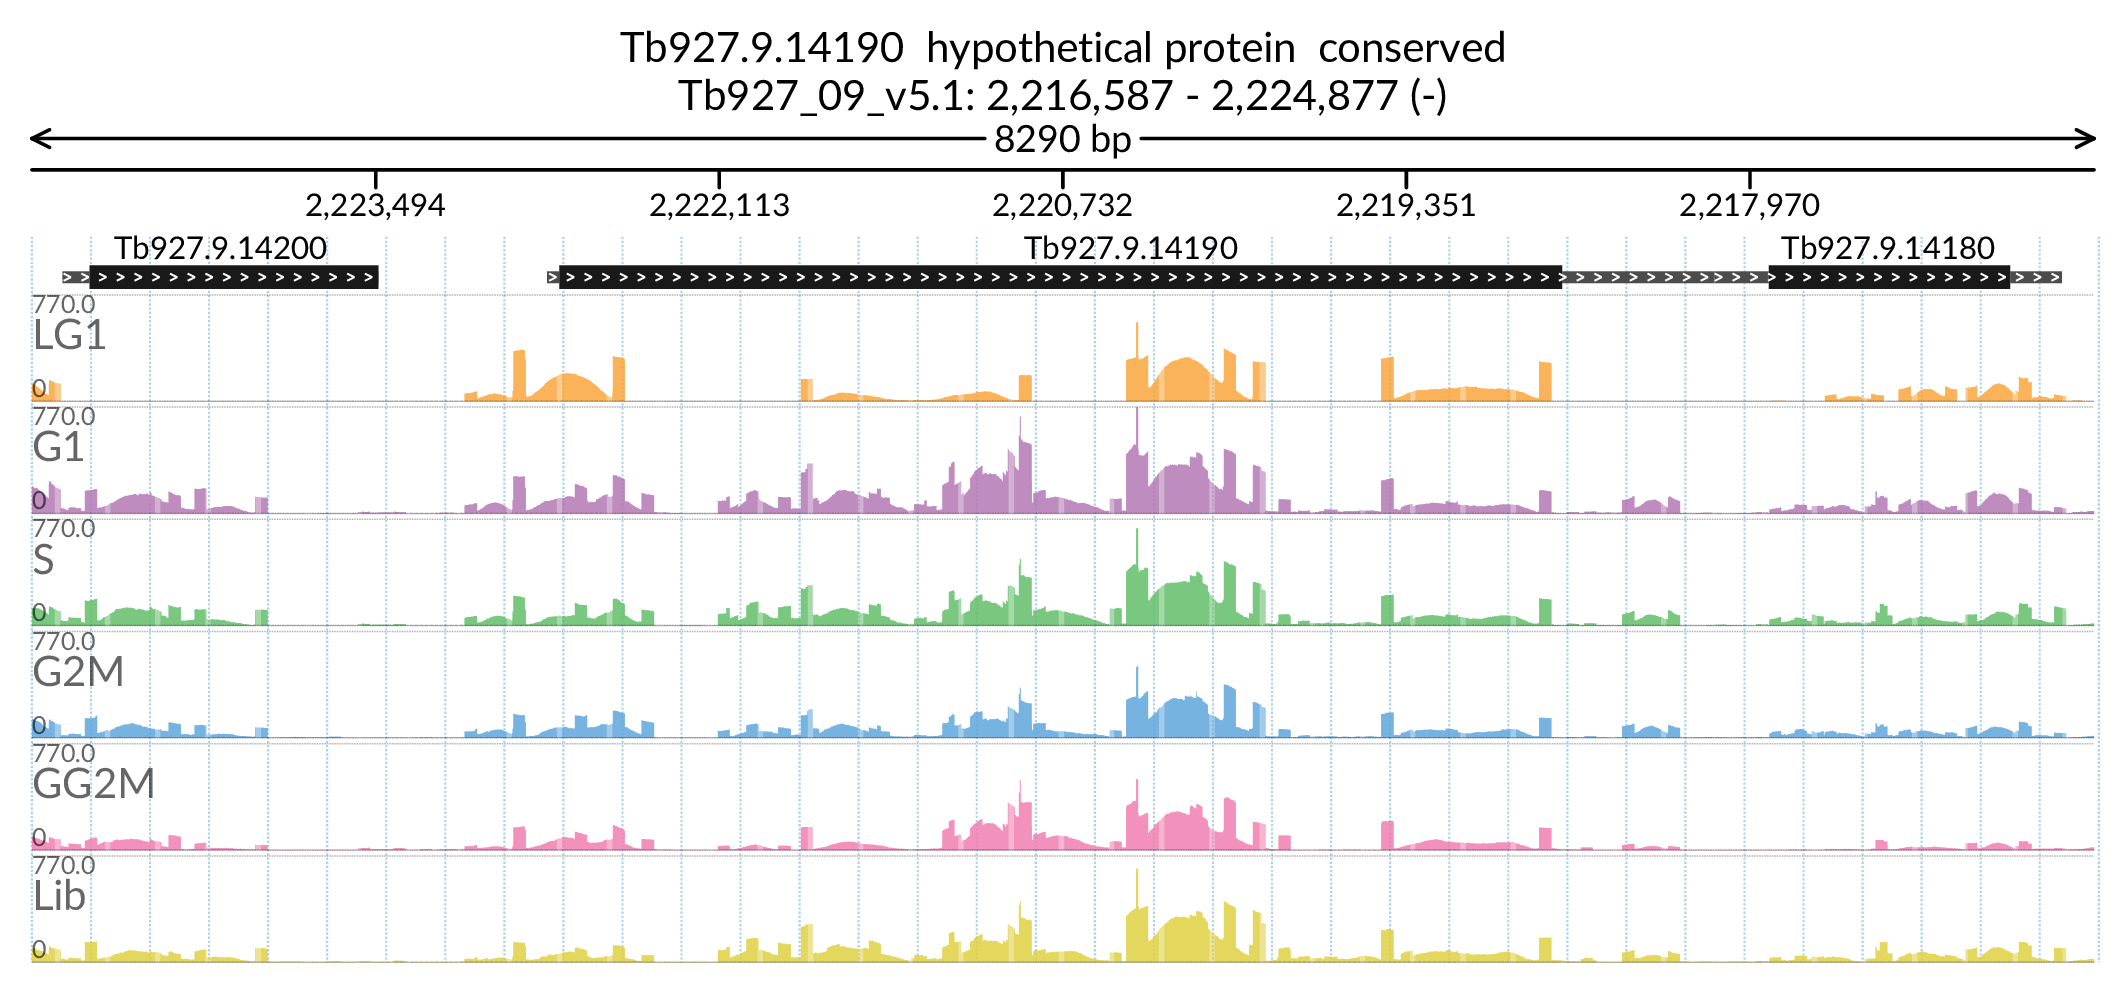 Tb927.9.14190 hypothetical protein conserved
Tb927_09_v5.1: 2,216,587 - 2,224,877 (-)
8290 bp
2,223,494 2,222,113 2,220,732 2,219,351 2,217,970
Tb927.9.14200 Tb927.9.14190 Tb927.9.14180
770.0
LG1
0
770.0
G1
0
770.0
S
0
770.0
G2M
0
770.0
GG2M
0
770.0
Lib
0